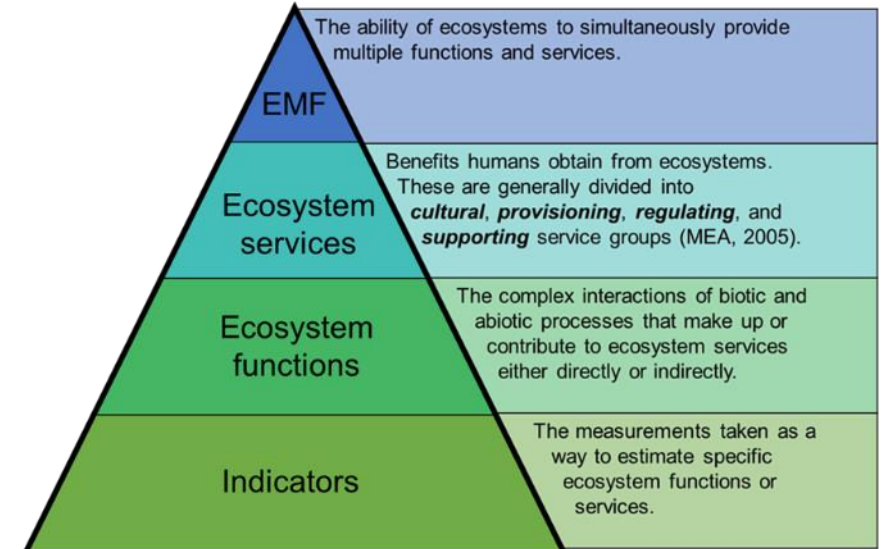 The ability of ecosystems to simultaneously provide
multiple functions and services.
EMF
Benefits humans obtain from ecosystems.
These are generally divided into
cultural, provisioning, regulating, and
supporting service groups (MEA, 2005).
Ecosystem
services
The complex interactions of biotic and
abiotic processes that make up or
contribute to ecosystem services
either directly or indirectly.
Ecosystem
functions
The measurements taken as a
way to estimate specific
ecosystem functions or
services.
Indicators